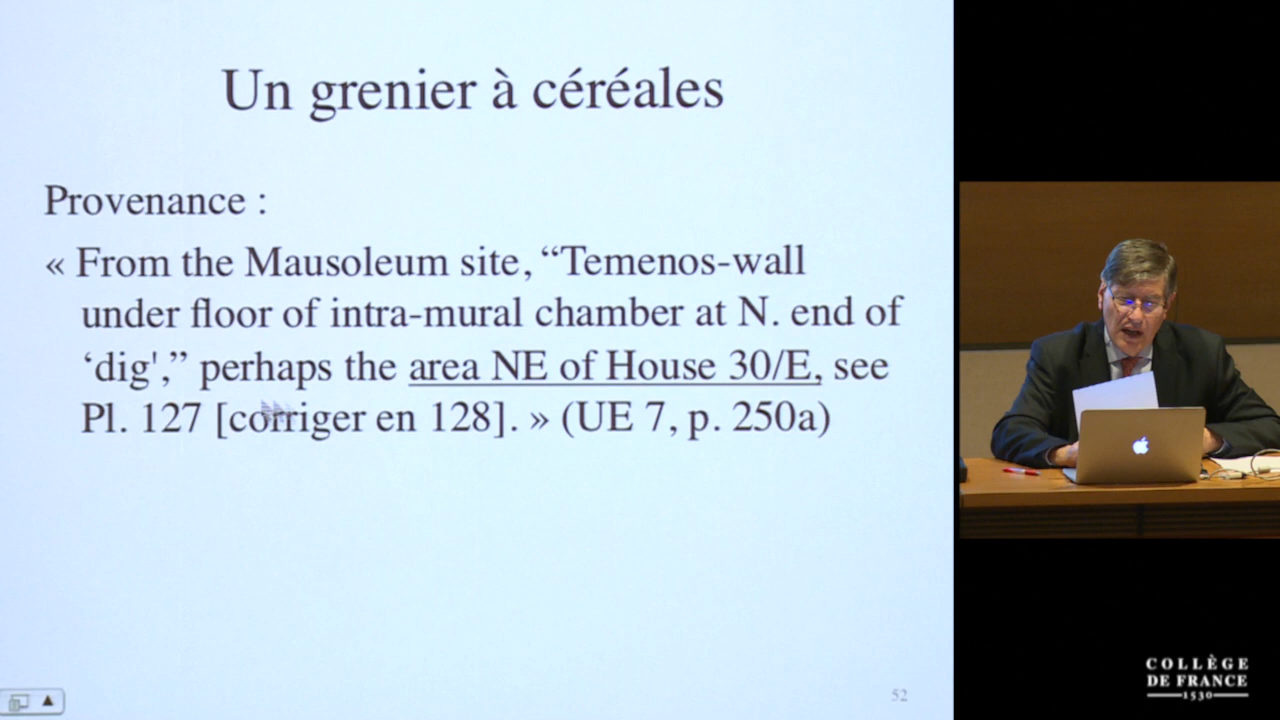 Un grenier à céréales
Provenance :
« From the Mausoleum site, “Temenos-wall
under floor of intra-mural chamber at N. end of
‘dig',” perhaps the area NE of House 30/E, see
Pl. 127 [corriger en 128]. » (UE 7, p. 250a)
52
COLLÈGE
DE FRANCE
1530